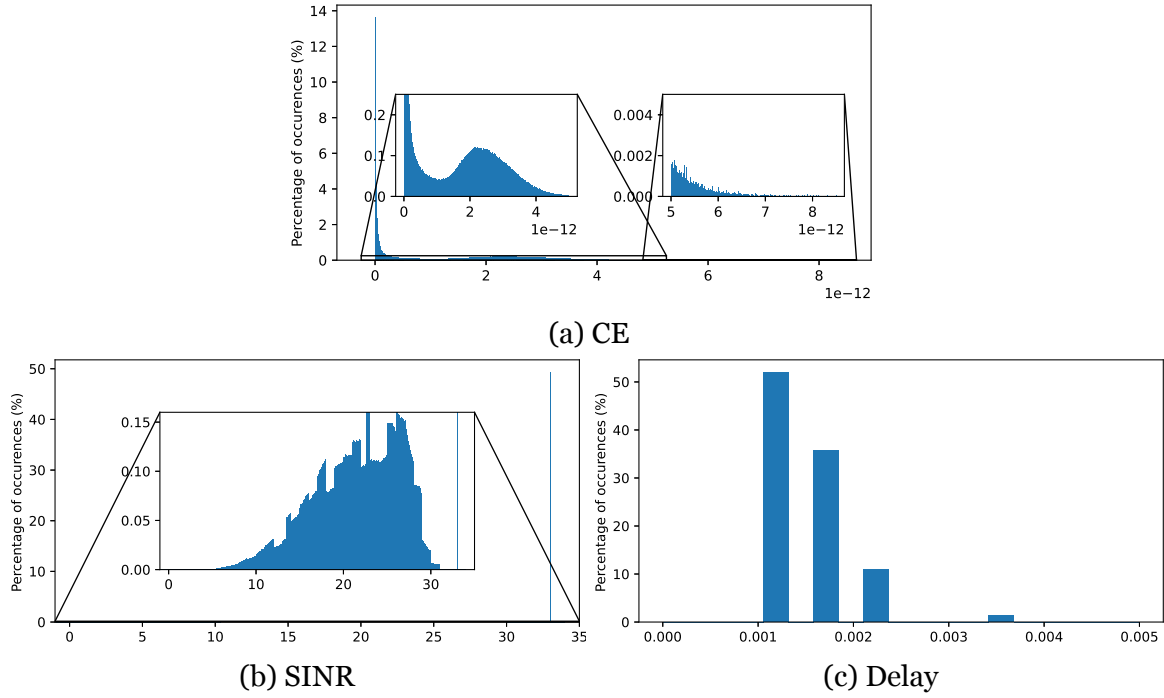 14
12
10
8
6
4
2
0
Percentage of occurences (%)
0.2
0.1
0.0
0 2 4
1e−12
0.004
0.002
0.000
5 6 7 8
1e−12
0 2 4 6 8
1e−12
(a) CE
50
40
30
20
10
0
Percentage of occurences (%)
0.15
0.10
0.05
0.00
0 10 20 30
0 5 10 15 20 25 30 35
(b) SINR
50
40
30
20
10
0
Percentage of occurences (%)
0.000 0.001 0.002 0.003 0.004 0.005
(c) Delay